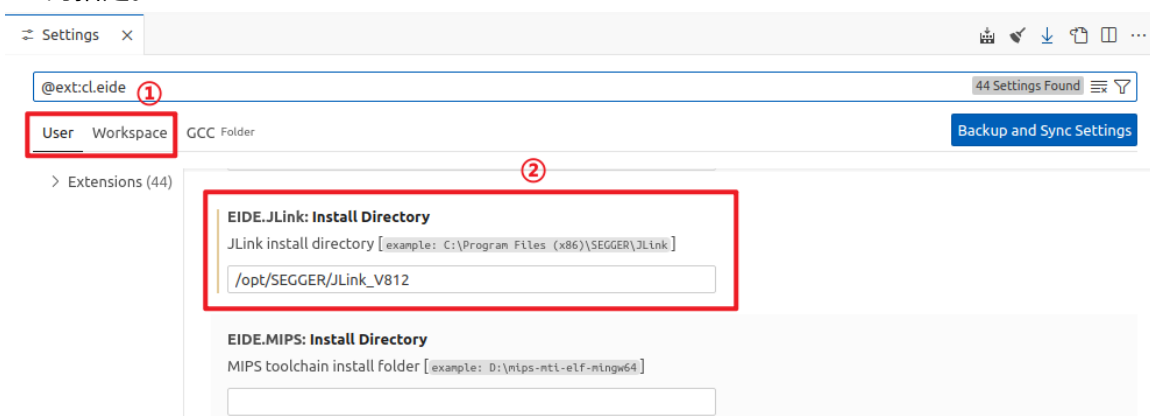 Settings ×
@ext:cl.eide ① 44 Settings Found
User Workspace GCC Folder Backup and Sync Settings
②
> Extensions (44)
EIDE.JLink: Install Directory
JLink install directory [example: C:\Program Files (x86)\SEGGER\JLink]
/opt/SEGGER/JLink_V812
EIDE.MIPS: Install Directory
MIPS toolchain install folder [example: D:\mips-mti-elf-mingw64]